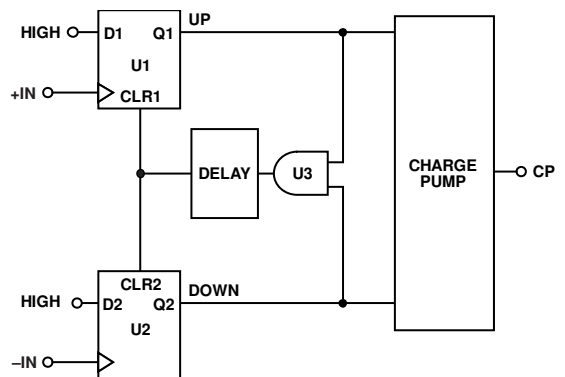 UP
HIGH
D1
Q1
U1
+IN
CLR1
DELAY
U3
CHARGE
PUMP
CP
CLR2
DOWN
HIGH
D2
Q2
U2
–IN